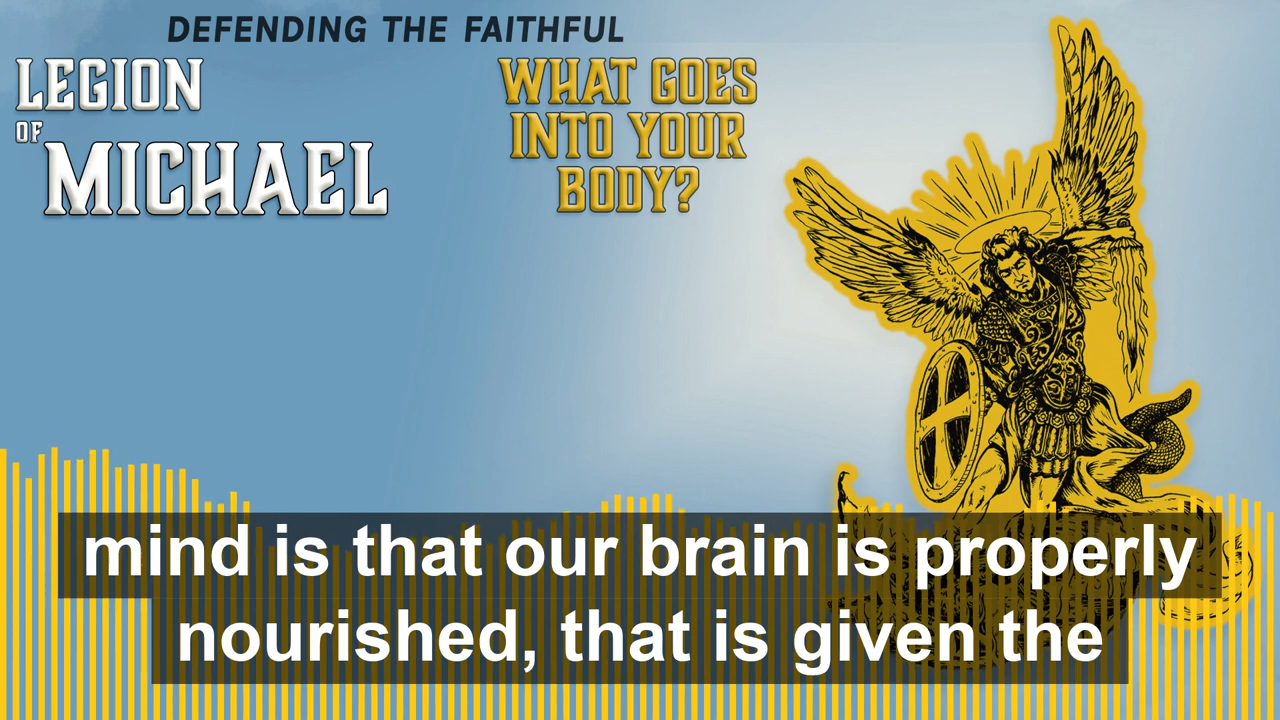 DEFENDING THE FAITHFUL
LEGION
OF
MICHAEL
WHAT GOES
INTO YOUR
BODY?
mind is that our brain is properly
nourished, that is given the